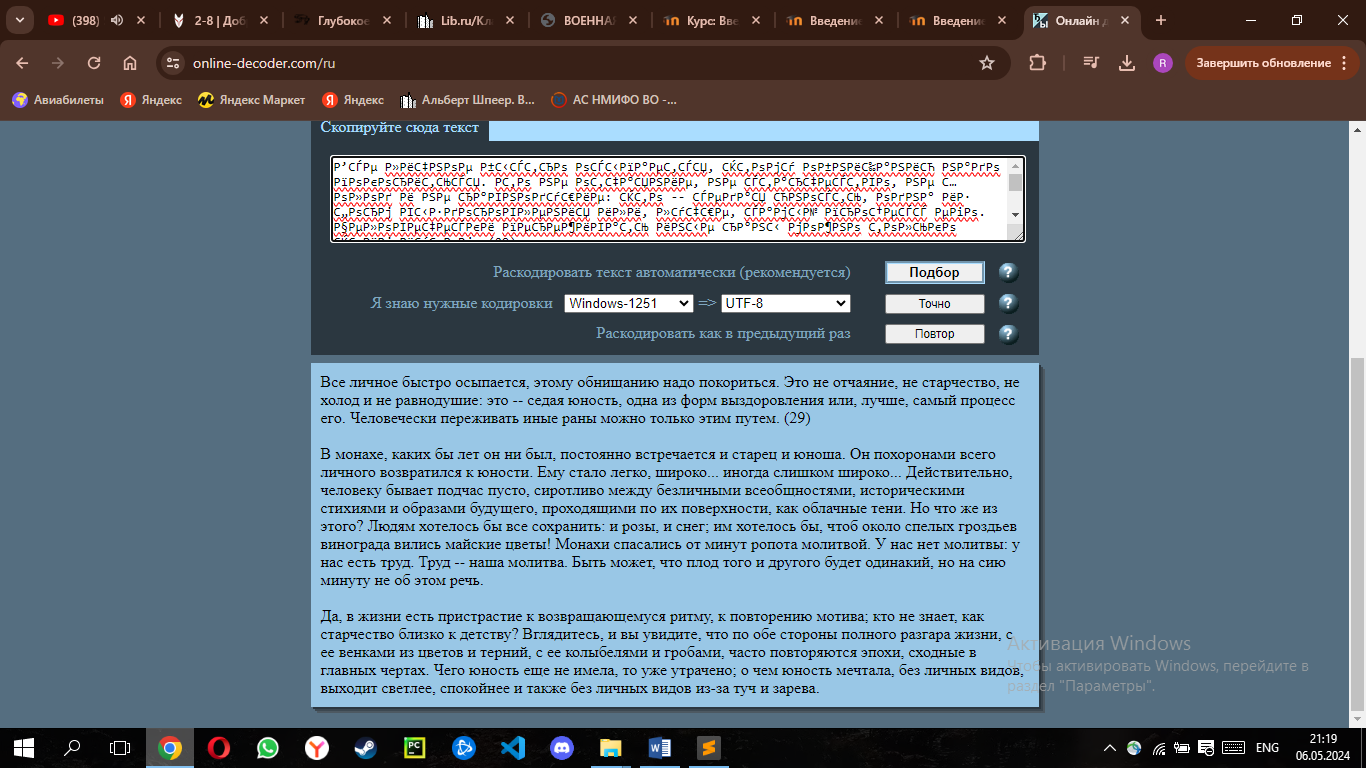 (398)
2-8 | Доб
Глубокое
Lib.ru/Кл
ВОЕННАЯ
Курс: Вве
Введение
Введение
Онлайн д
online-decoder.com/ru
R
Завершить обновление
Авиабилеты
Яндекс
Яндекс Маркет
Яндекс
Альберт Шпеер. В...
АС НМИФО ВО -...
Скопируйте сюда текст
Раскодировать текст автоматически (рекомендуется)
Подбор
?
Я знаю нужные кодировки
Windows-1251
=>
UTF-8
Точно
?
Раскодировать как в предыдущий раз
Повтор
?
Все личное быстро осыпается, этому обнищанию надо покориться. Это не отчаяние, не старчество, не
холод и не равнодушие: это -- седая юность, одна из форм выздоровления или, лучше, самый процесс
его. Человечески переживать иные раны можно только этим путем. (29)
В монахе, каких бы лет он ни был, постоянно встречается и старец и юноша. Он похоронами всего
личного возвратился к юности. Ему стало легко, широко... иногда слишком широко... Действительно,
человеку бывает подчас пусто, сиротливо между безличными всеобщностями, историческими
стихиями и образами будущего, проходящими по их поверхности, как облачные тени. Но что же из
этого? Людям хотелось бы все сохранить: и розы, и снег; им хотелось бы, чтоб около спелых гроздьев
винограда вились майские цветы! Монахи спасались от минут ропота молитвой. У нас нет молитвы: у
нас есть труд. Труд -- наша молитва. Быть может, что плод того и другого будет одинакий, но на сию
минуту не об этом речь.
Да, в жизни есть пристрастие к возвращающемуся ритму, к повторению мотива; кто не знает, как
старчество близко к детству? Вглядитесь, и вы увидите, что по обе стороны полного разгара жизни, с
ее венками из цветов и терний, с ее колыбелями и гробами, часто повторяются эпохи, сходные в
главных чертах. Чего юность еще не имела, то уже утрачено; о чем юность мечтала, без личных видов,
выходит светлее, спокойнее и также без личных видов из-за туч и зарева.
Активация Windows
Чтобы активировать Windows, перейдите в
раздел "Параметры".
ENG
21:19
06.05.2024